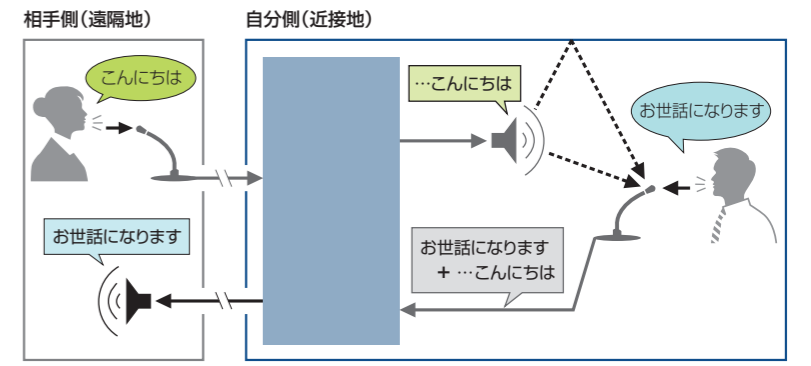 相手側（遠隔地）
自分側（近接地）
こんにちは
…こんにちは
お世話になります
お世話になります
お世話になります
+ …こんにちは